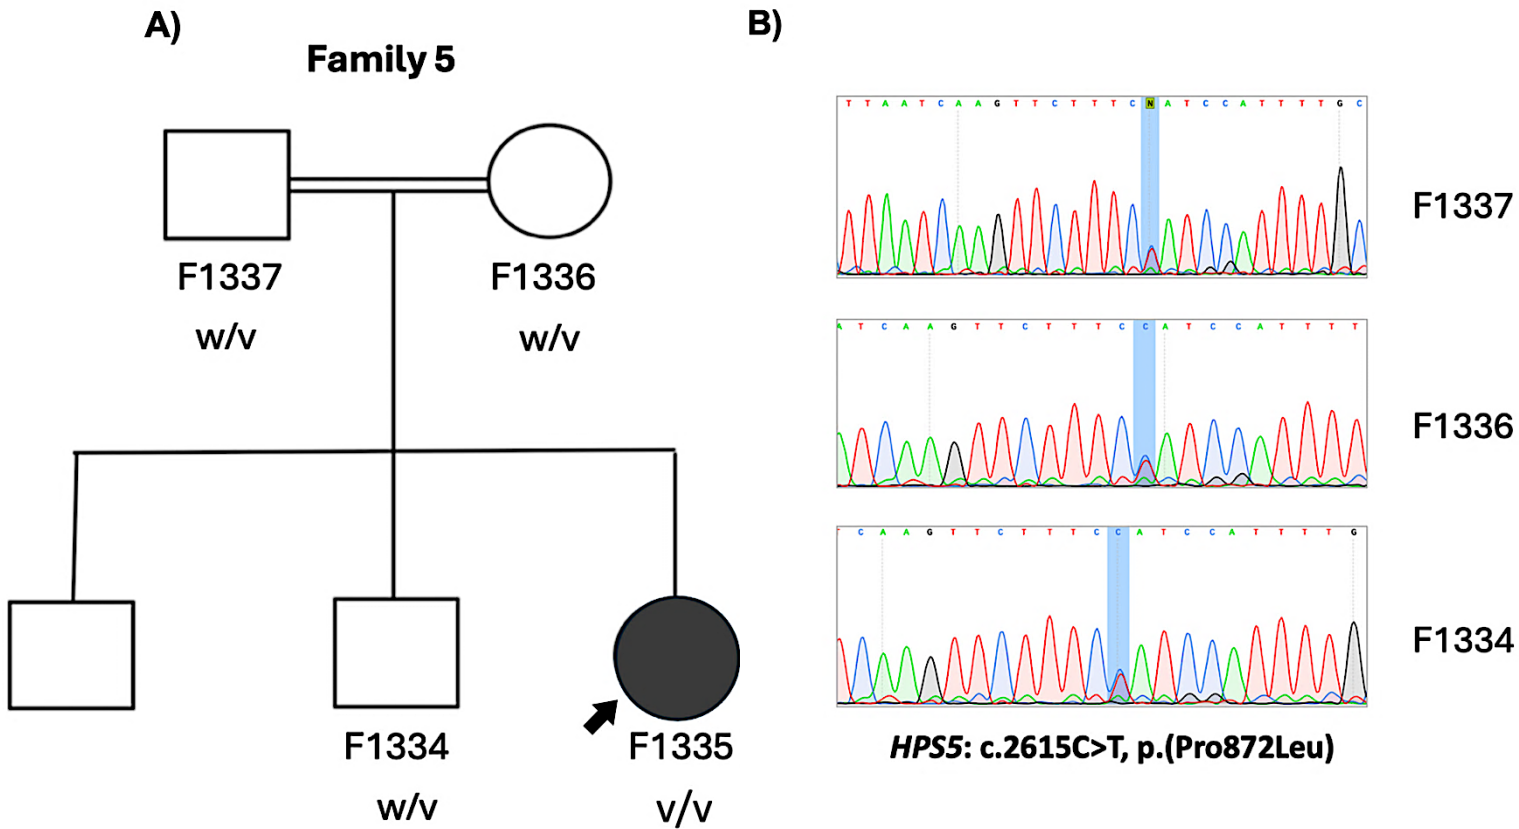 A)
Family 5
F1337
F1336
w/v
w/v
F1334
F1335
w/v
v/v
B)
T T A A T C A A G T T C T T T C N A T C C A T T T T G C
F1337
A T C A A G T T C T T T C C A T C C A T T T T
F1336
T C A A G T T C T T T C C A T C C A T T T T G
F1334
HPS5: c.2615C>T, p.(Pro872Leu)